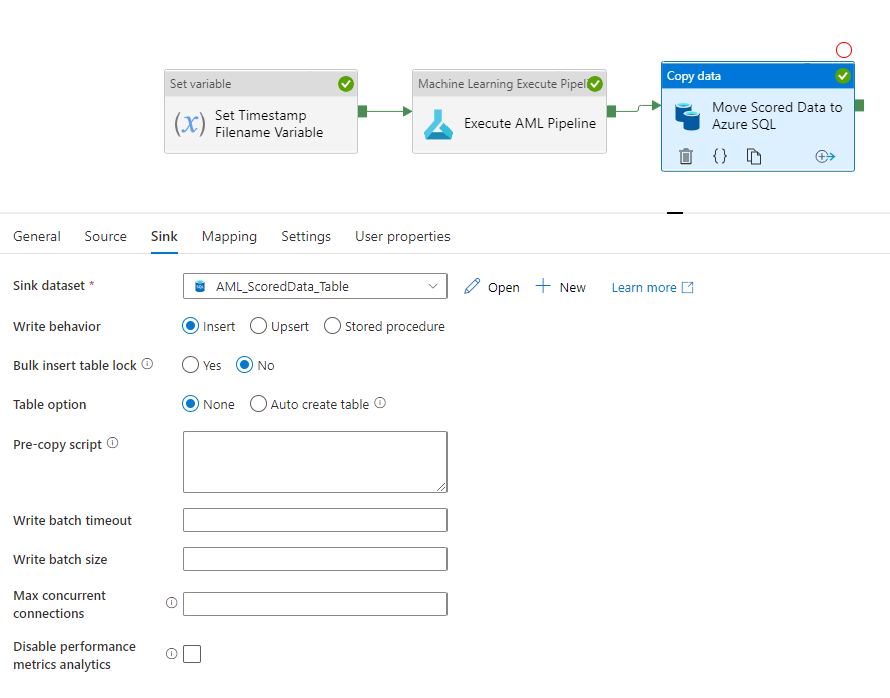 Set variable
(x) Set Timestamp
Filename Variable
Machine Learning Execute Pipel
Execute AML Pipeline
Copy data
Move Scored Data to
Azure SQL
{}
General Source Sink Mapping Settings User properties
Sink dataset * SQL AML_ScoredData_Table Open New Learn more
Write behavior Insert Upsert Stored procedure
Bulk insert table lock Yes No
Table option None Auto create table
Pre-copy script
Write batch timeout
Write batch size
Max concurrent
connections
Disable performance
metrics analytics